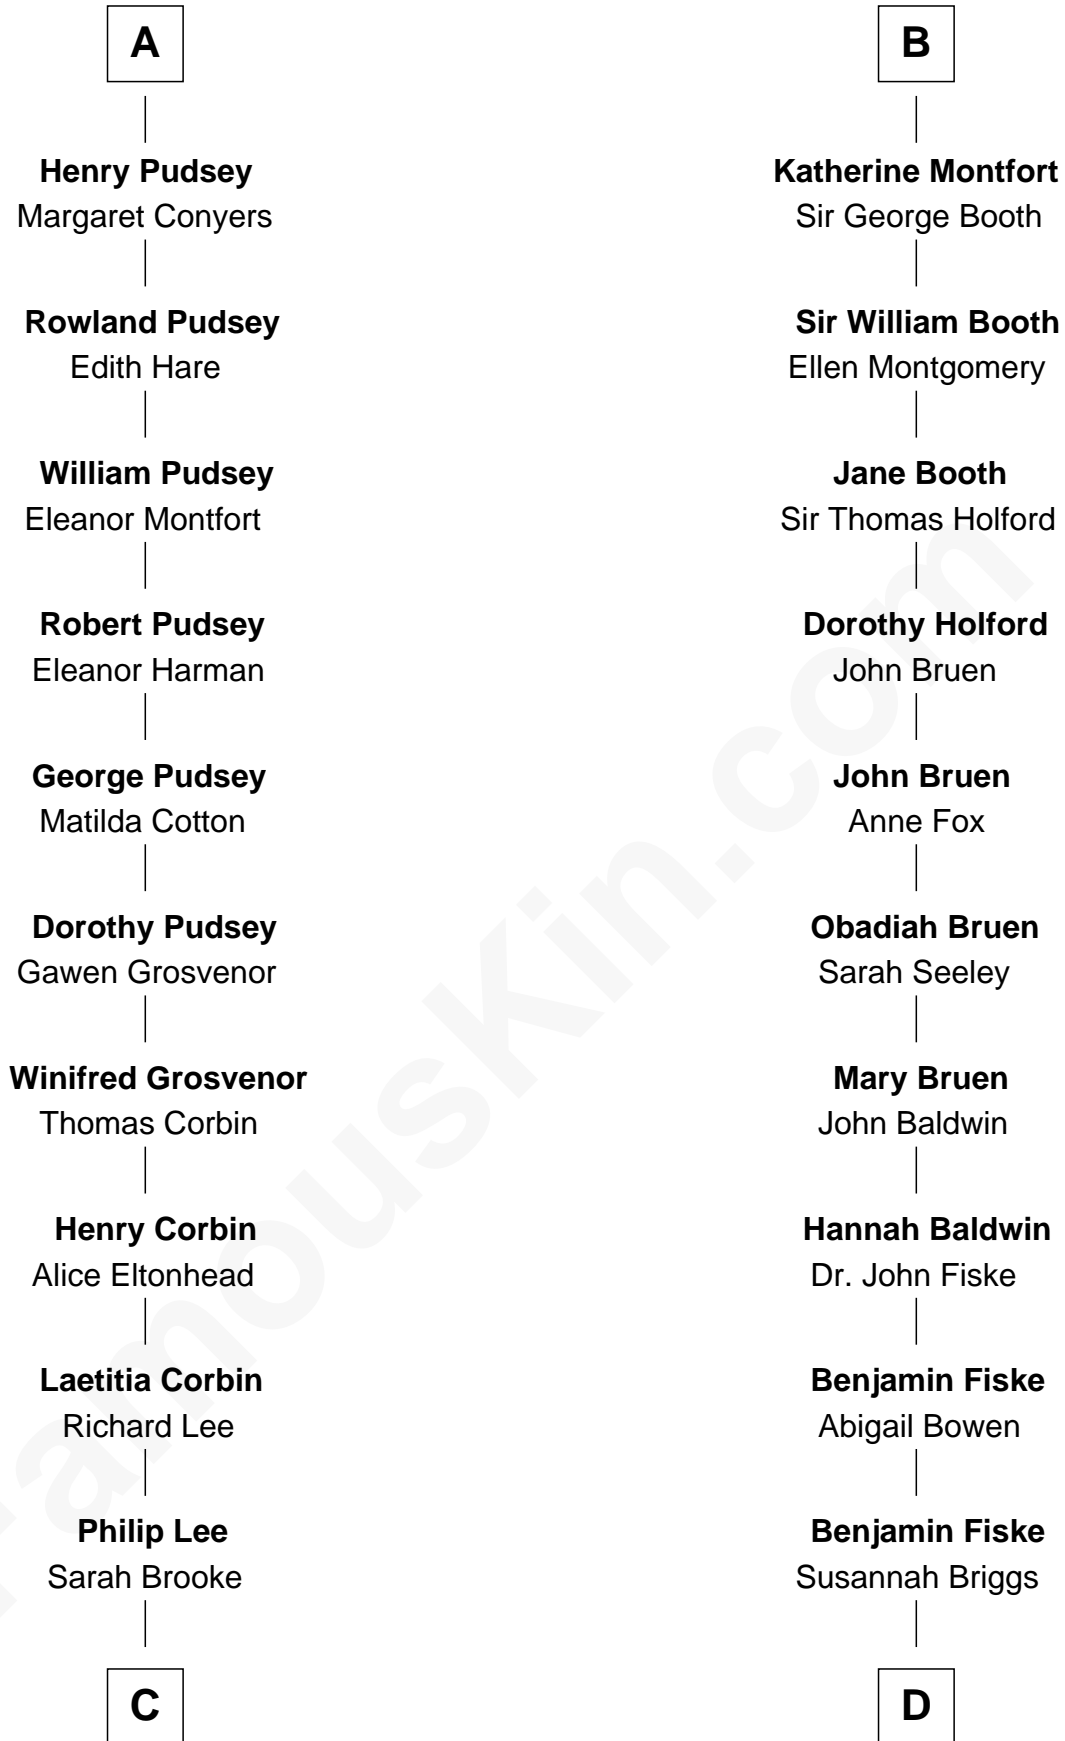 A
Henry Pudsey
Margaret Conyers
Rowland Pudsey
Edith Hare
William Pudsey
Eleanor Montfort
Robert Pudsey
Eleanor Harman
George Pudsey
Matilda Cotton
Dorothy Pudsey
Gawen Grosvenor
Winifred Grosvenor
Thomas Corbin
Henry Corbin
Alice Eltonhead
Laetitia Corbin
Richard Lee
Philip Lee
Sarah Brooke
C
B
Katherine Montfort
Sir George Booth
Sir William Booth
Ellen Montgomery
Jane Booth
Sir Thomas Holford
Dorothy Holford
John Bruen
John Bruen
Anne Fox
Obadiah Bruen
Sarah Seeley
Mary Bruen
John Baldwin
Hannah Baldwin
Dr. John Fiske
Benjamin Fiske
Abigail Bowen
Benjamin Fiske
Susannah Briggs
D
FamousKin.com